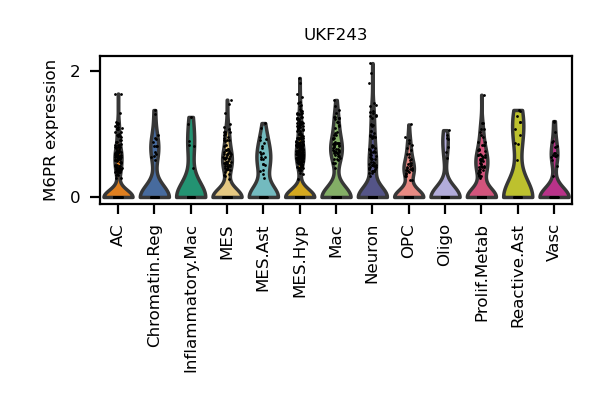 UKF243
M6PR expression
2
0
AC
Chromatin.Reg
Inflammatory.Mac
MES
MES.Ast
MES.Hyp
Mac
Neuron
OPC
Oligo
Prolif.Metab
Reactive.Ast
Vasc